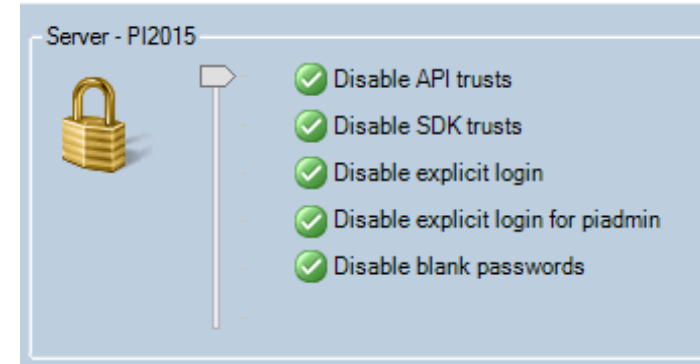 Server - PI2015
Disable API trusts
Disable SDK trusts
Disable explicit login
Disable explicit login for piadmin
Disable blank passwords